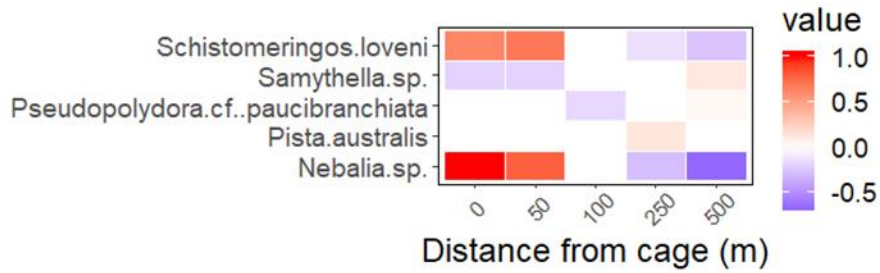 value
Schistomeringos.loveni
Samythella.sp.
Pseudopolydora.cf..paucibranchiata
Pista.australis
Nebalia.sp.
1.0
0.5
0.0
-0.5
0 50 100 250 500
Distance from cage (m)